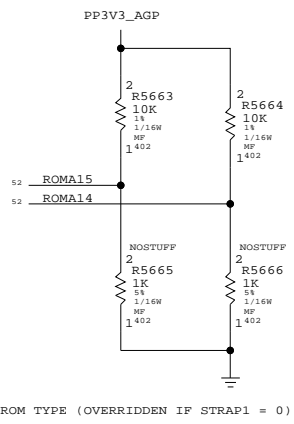 PP3V3_AGP
2
R5663
10K
1%
1/16W
MF
402
1
2
R5664
10K
1%
1/16W
MF
402
1
52 ROMA15
52 ROMA14
NOSTUFF
2
R5665
1K
5%
1/16W
MF
402
1
NOSTUFF
2
R5666
1K
5%
1/16W
MF
402
1
ROM TYPE (OVERRIDDEN IF STRAP1 = 0)